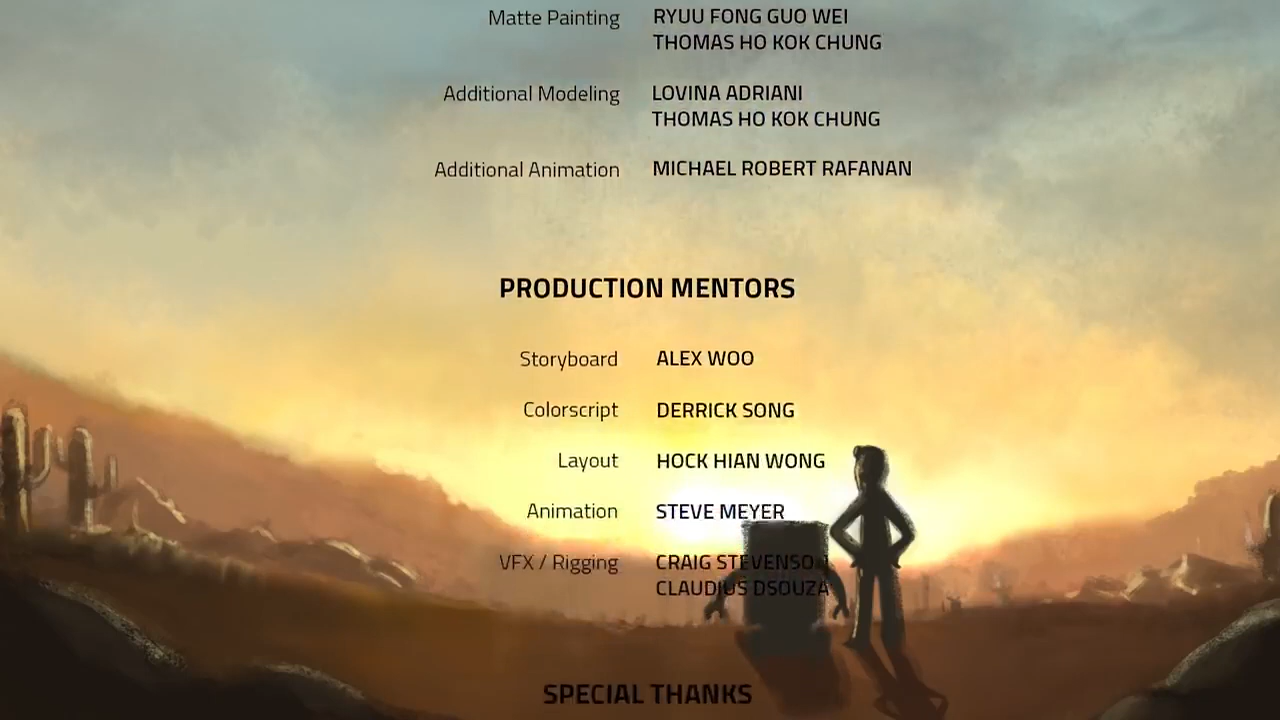 Matte Painting RYUU FONG GUO WEI
THOMAS HO KOK CHUNG
Additional Modeling LOVINA ADRIANI
THOMAS HO KOK CHUNG
Additional Animation MICHAEL ROBERT RAFANAN
PRODUCTION MENTORS
Storyboard ALEX WOO
Colorscript DERRICK SONG
Layout HOCK HIAN WONG
Animation STEVE MEYER
VFX / Rigging CRAIG STEVENSON
CLAUDIUS DSOUZA
SPECIAL THANKS